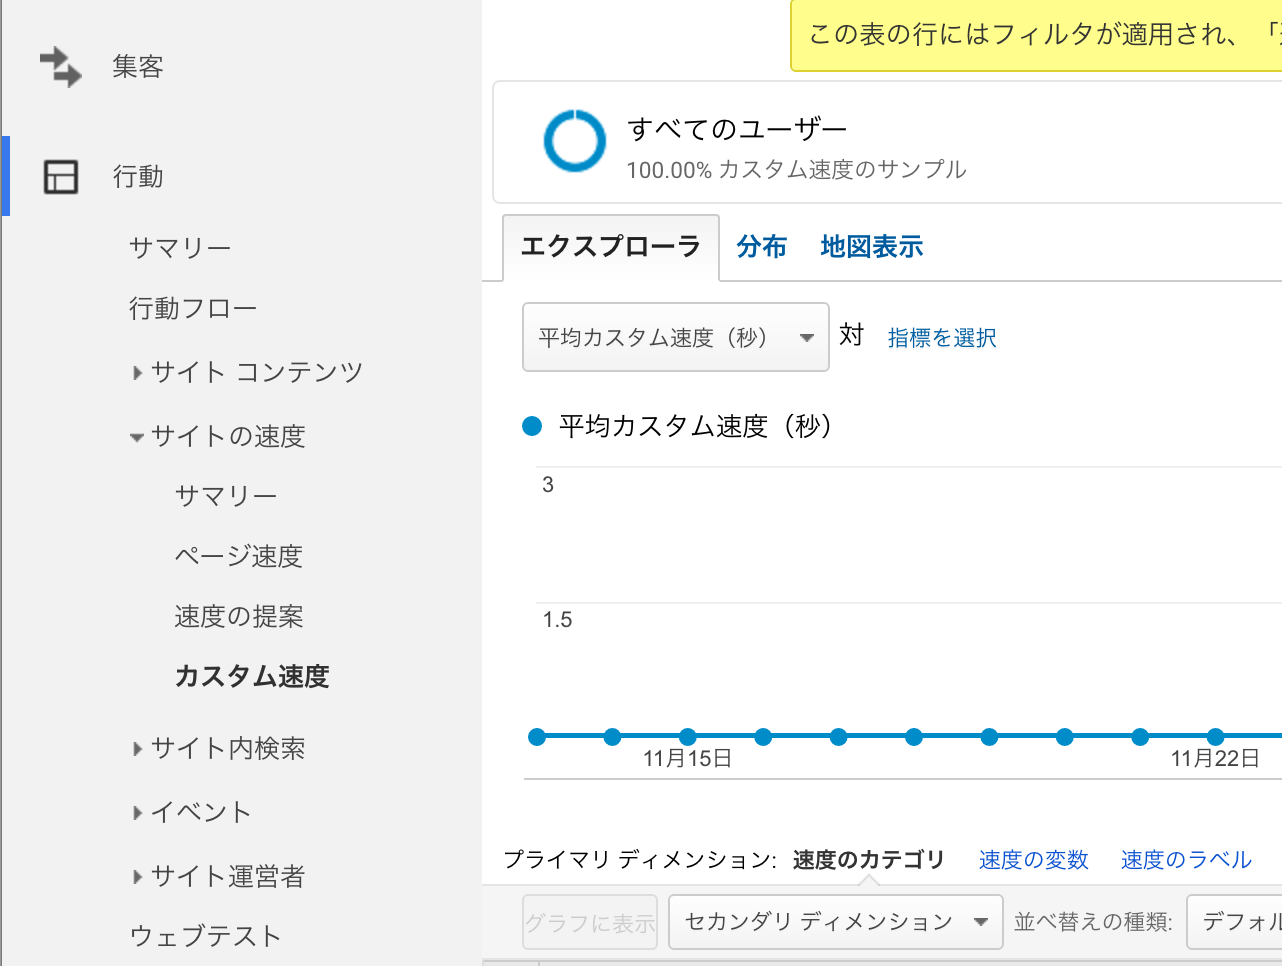 集客
行動
サマリー
行動フロー
サイト コンテンツ
サイトの速度
サマリー
ページ速度
速度の提案
カスタム速度
サイト内検索
イベント
サイト運営者
ウェブテスト
この表の行にはフィルタが適用され、「
すべてのユーザー
100.00% カスタム速度のサンプル
エクスプローラ 分布 地図表示
平均カスタム速度（秒） 対 指標を選択
平均カスタム速度（秒）
3
1.5
11月15日 11月22日
プライマリ ディメンション: 速度のカテゴリ 速度の変数 速度のラベル
グラフに表示 セカンダリ ディメンション 並べ替えの種類: デフォル